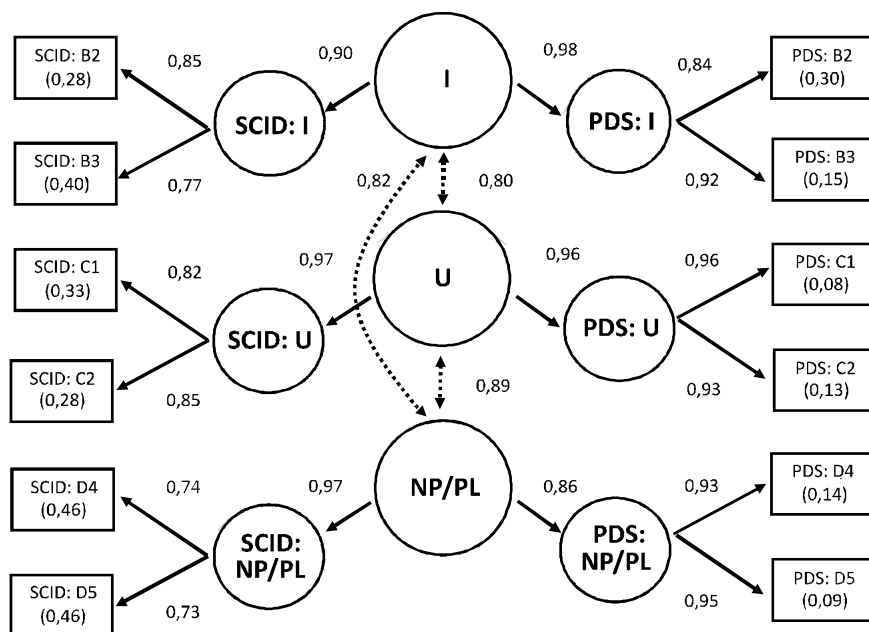 SCID: B2
(0,28)
0,85
0,90
I
0,98
0,84
PDS: B2
(0,30)
SCID: I
PDS: I
SCID: B3
(0,40)
0,77
0,82
0,80
0,92
PDS: B3
(0,15)
SCID: C1
(0,33)
0,82
0,97
U
0,96
0,96
PDS: C1
(0,08)
SCID: U
PDS: U
SCID: C2
(0,28)
0,85
0,89
0,93
PDS: C2
(0,13)
SCID: D4
(0,46)
0,74
0,97
NP/PL
0,86
0,93
PDS: D4
(0,14)
SCID:
NP/PL
PDS:
NP/PL
SCID: D5
(0,46)
0,73
0,95
PDS: D5
(0,09)